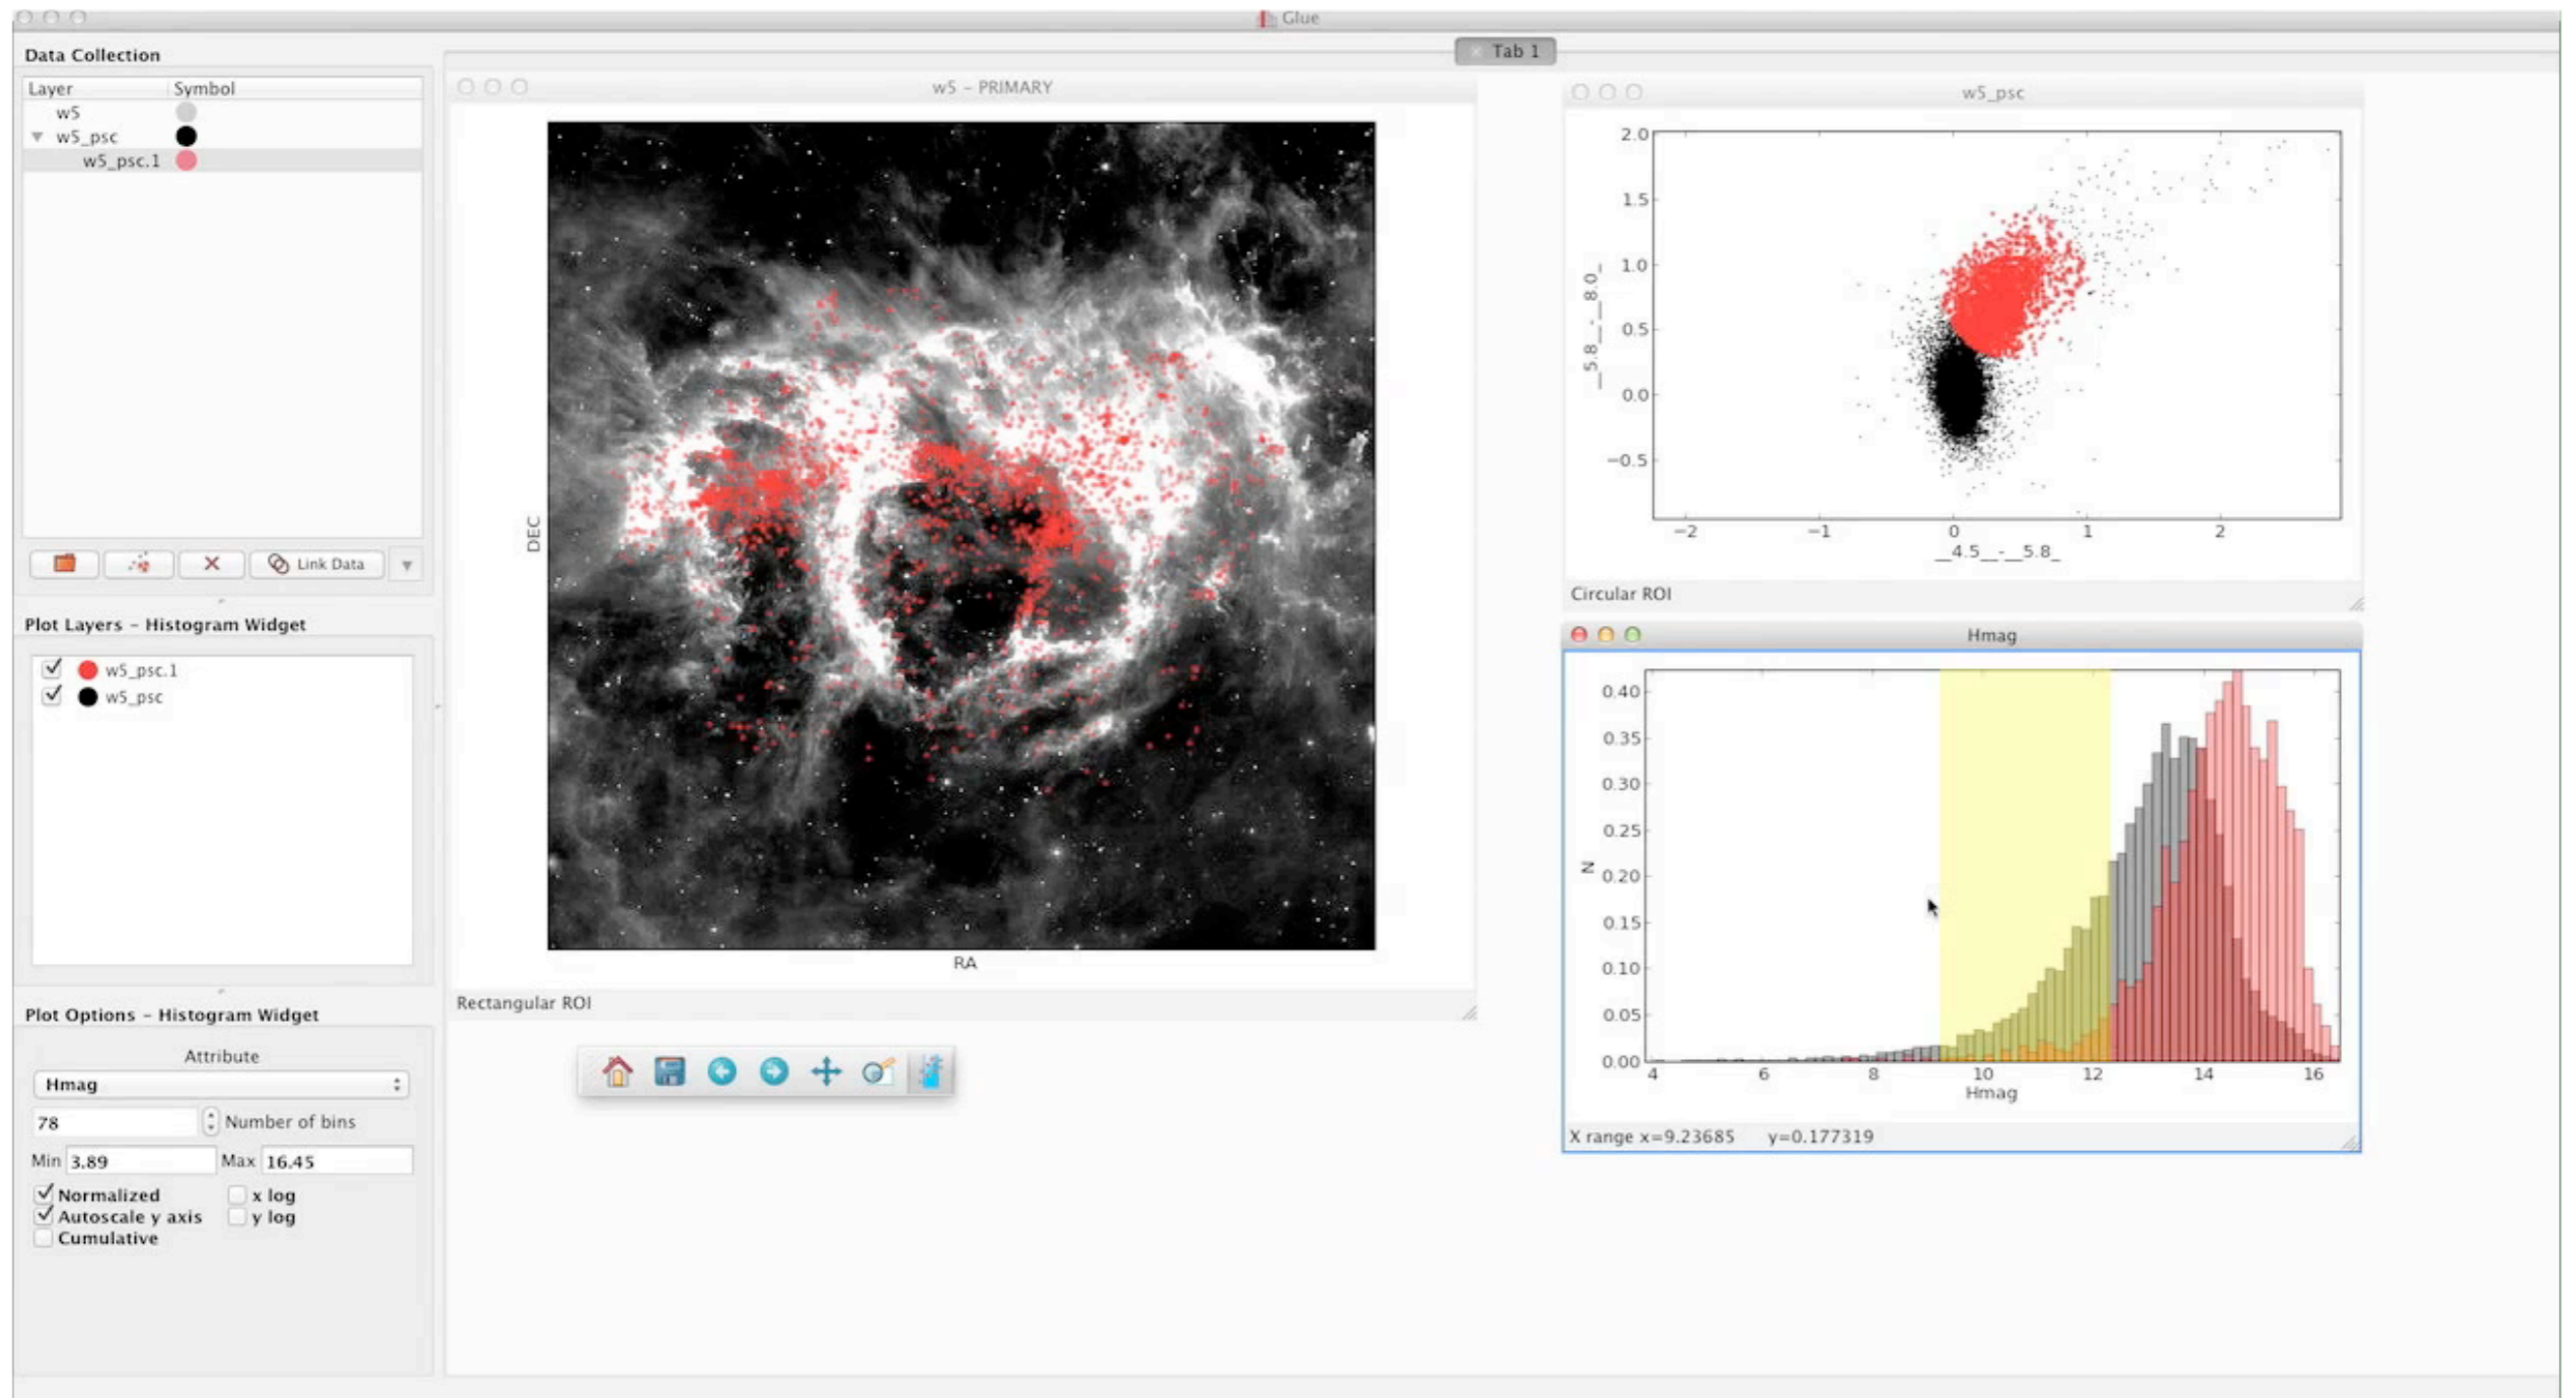 Glue
Data Collection
Layer Symbol
w5
w5_psc
w5_psc.1
Link Data
Plot Layers – Histogram Widget
w5_psc.1
w5_psc
Plot Options – Histogram Widget
Attribute
Hmag
78 Number of bins
Min 3.89 Max 16.45
Normalized x log
Autoscale y axis y log
Cumulative
Tab 1
w5 – PRIMARY
DEC
RA
Rectangular ROI
w5_psc
2.0
1.5
1.0
0.5
0.0
−0.5
__5.8__-__8.0_
−2 −1 0 1 2
__4.5__-__5.8_
Circular ROI
Hmag
0.40
0.35
0.30
0.25
0.20
0.15
0.10
0.05
0.00
N
4 6 8 10 12 14 16
Hmag
X range x=9.23685 y=0.177319